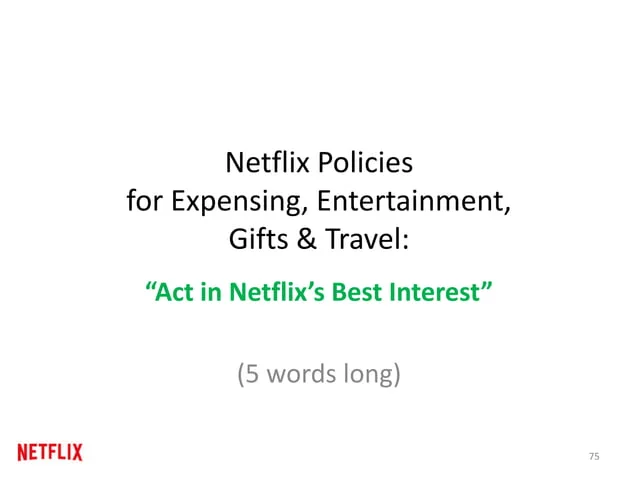 Netflix Policies
for Expensing, Entertainment,
Gifts & Travel:
“Act in Netflix’s Best Interest”
(5 words long)
NETFLIX
75